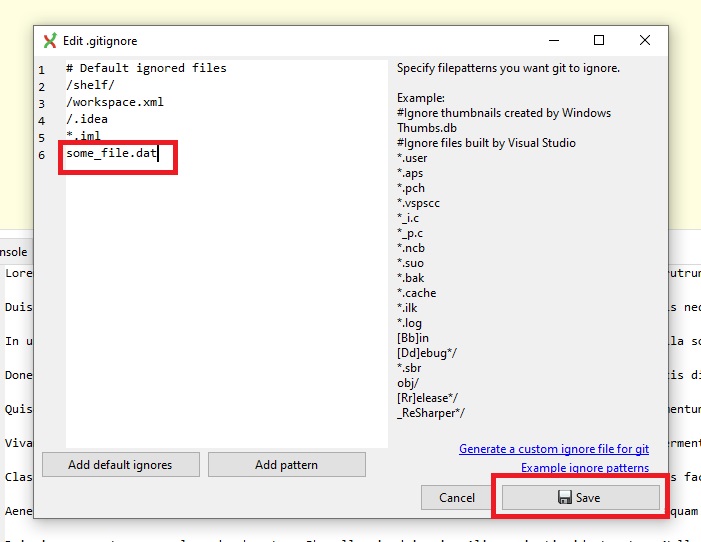 Edit .gitignore
1 # Default ignored files
2 /shelf/
3 /workspace.xml
4 /.idea
5 *.iml
6 some_file.dat
Specify filepatterns you want git to ignore.
Example:
#Ignore thumbnails created by Windows
Thumbs.db
#Ignore files built by Visual Studio
*.user
*.aps
*.pch
*.vspscc
*_i.c
*_p.c
*.ncb
*.suo
*.bak
*.cache
*.ilk
*.log
[Bb]in
[Dd]ebug*/
*.sbr
obj/
[Rr]elease*/
_ReSharper*/
Generate a custom ignore file for git
Example ignore patterns
Add default ignores
Add pattern
Cancel
Save
nsole
Lore
Duis
In u
Done
Quis
Viva
Clas
Aene